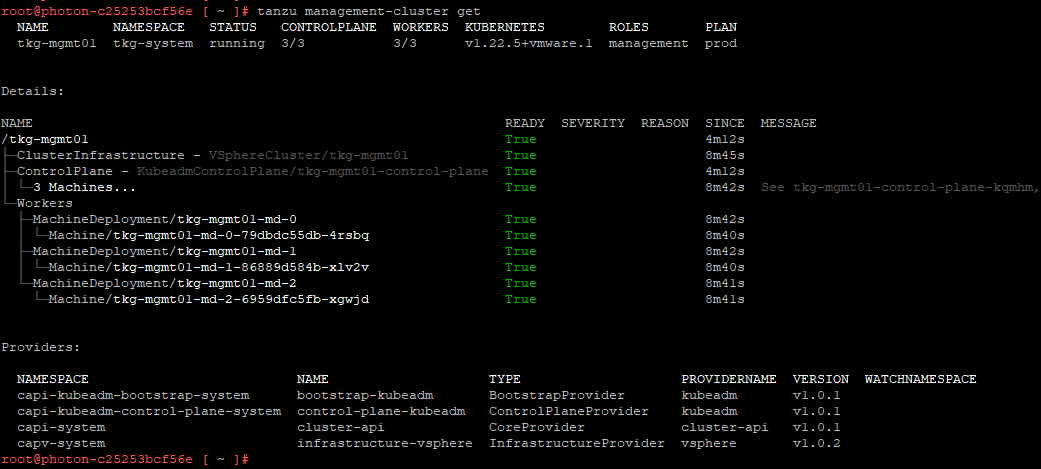 root@photon-c25253bcf56e [ ~ ]# tanzu management-cluster get
NAME NAMESPACE STATUS CONTROLPLANE WORKERS KUBERNETES ROLES PLAN
tkg-mgmt01 tkg-system running 3/3 3/3 v1.22.5+vmware.1 management prod
Details:
NAME READY SEVERITY REASON SINCE MESSAGE
/tkg-mgmt01 True 4m12s
├─ClusterInfrastructure - VSphereCluster/tkg-mgmt01 True 8m45s
├─ControlPlane - KubeadmControlPlane/tkg-mgmt01-control-plane True 4m12s
│ └─3 Machines... True 8m42s See tkg-mgmt01-control-plane-kqmhm,
└─Workers
├─MachineDeployment/tkg-mgmt01-md-0 True 8m42s
│ └─Machine/tkg-mgmt01-md-0-79dbdc55db-4rsbq True 8m40s
├─MachineDeployment/tkg-mgmt01-md-1 True 8m42s
│ └─Machine/tkg-mgmt01-md-1-86889d584b-xlv2v True 8m40s
└─MachineDeployment/tkg-mgmt01-md-2 True 8m41s
└─Machine/tkg-mgmt01-md-2-6959dfc5fb-xgwjd True 8m41s
Providers:
NAMESPACE NAME TYPE PROVIDERNAME VERSION WATCHNAMESPACE
capi-kubeadm-bootstrap-system bootstrap-kubeadm BootstrapProvider kubeadm v1.0.1
capi-kubeadm-control-plane-system control-plane-kubeadm ControlPlaneProvider kubeadm v1.0.1
capi-system cluster-api CoreProvider cluster-api v1.0.1
capv-system infrastructure-vsphere InfrastructureProvider vsphere v1.0.2
root@photon-c25253bcf56e [ ~ ]#